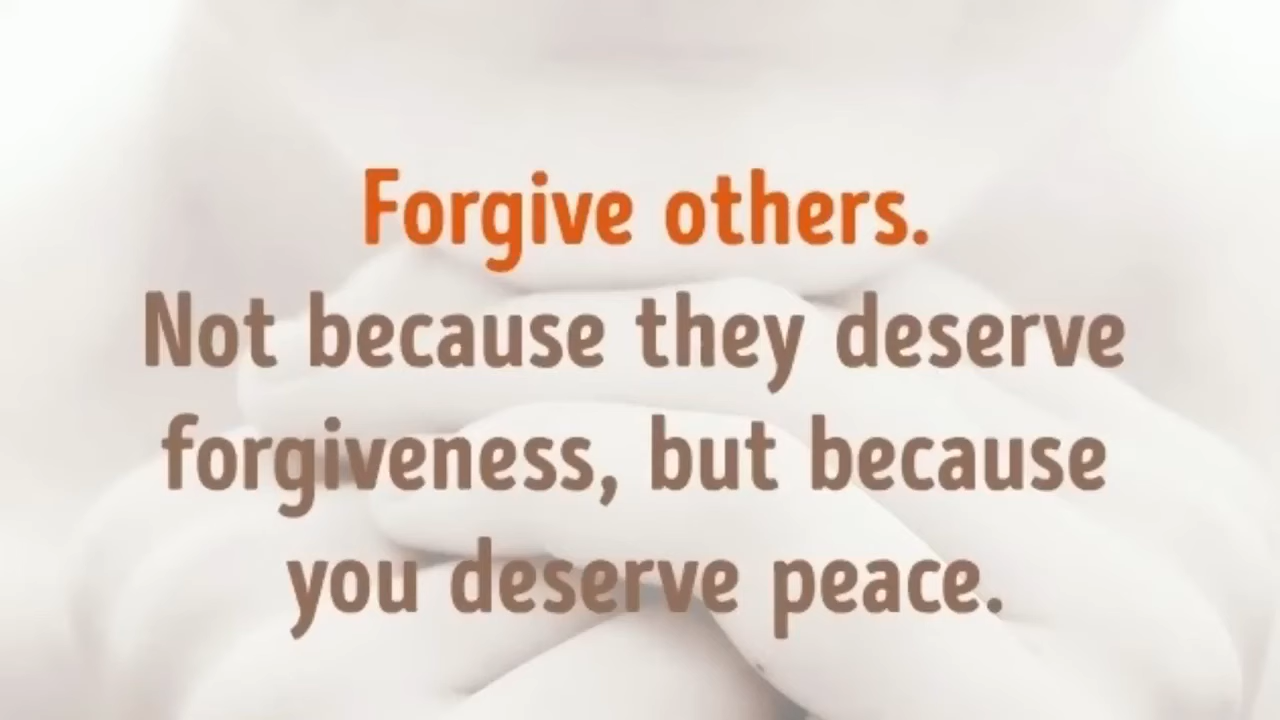 Forgive others.
Not because they deserve
forgiveness, but because
you deserve peace.